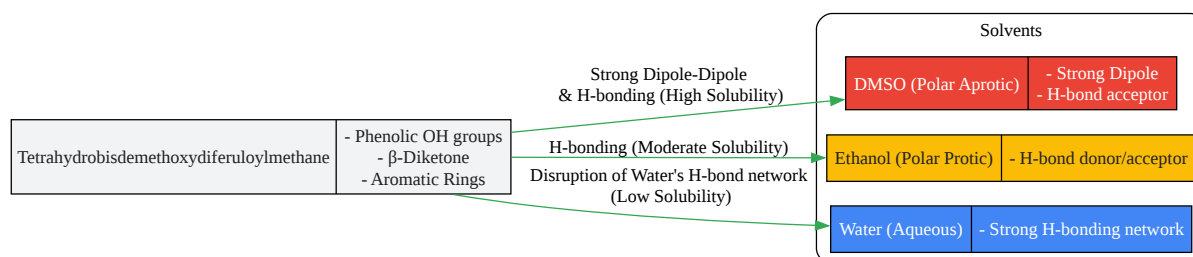 Solvents
Strong Dipole-Dipole
& H-bonding (High Solubility)
DMSO (Polar Aprotic)
- Strong Dipole
- H-bond acceptor
Tetrahydrobisdemethoxydiferuloylmethane
- Phenolic OH groups
- β-Diketone
- Aromatic Rings
H-bonding (Moderate Solubility)
Ethanol (Polar Protic)
- H-bond donor/acceptor
Disruption of Water's H-bond network
(Low Solubility)
Water (Aqueous)
- Strong H-bonding network